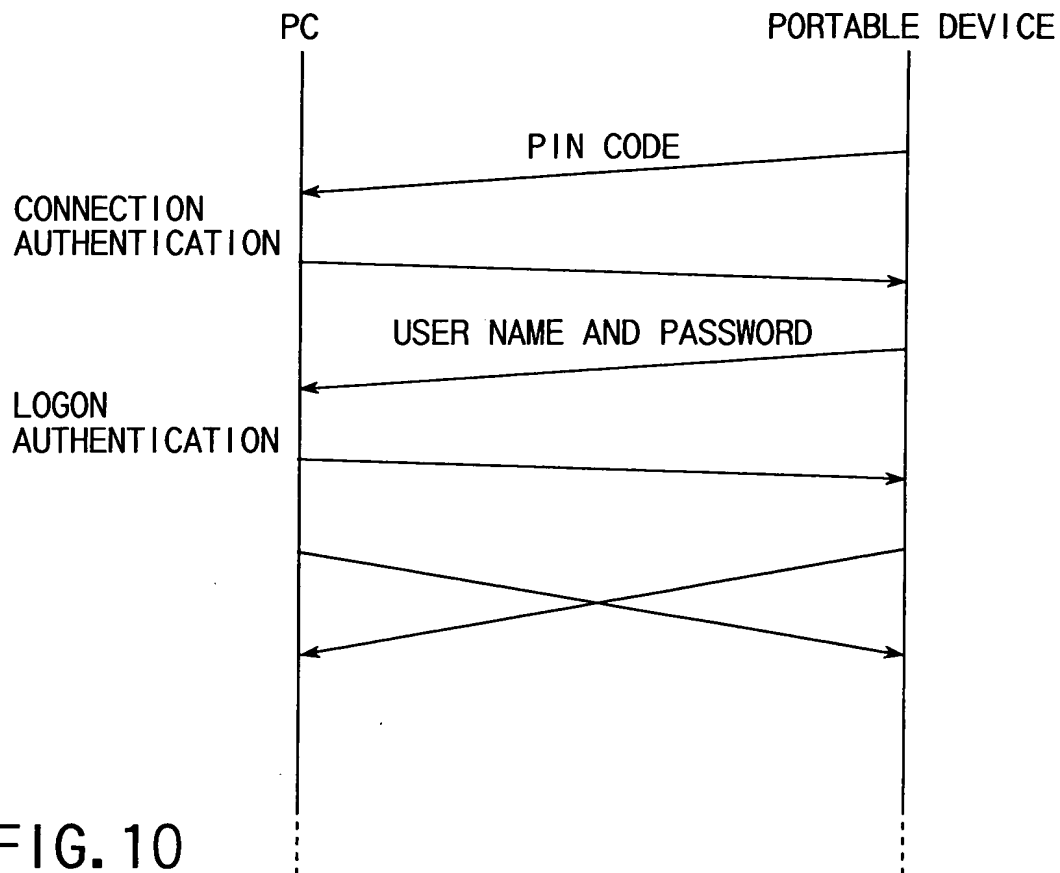 PC
PORTABLE DEVICE
PIN CODE
CONNECTION
AUTHENTICATION
USER NAME AND PASSWORD
LOGON
AUTHENTICATION
FIG.10